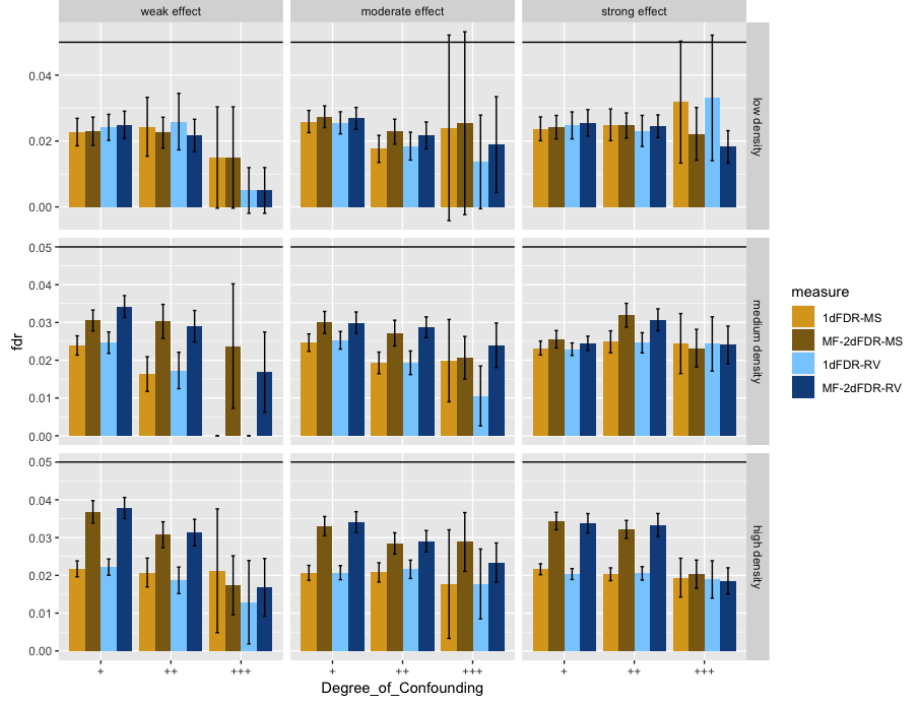 weak effect
moderate effect
strong effect
0.04
0.02
0.00
low density
0.05
0.04
0.03
0.02
0.01
0.00
medium density
0.05
0.04
0.03
0.02
0.01
0.00
high density
fdr
+ ++ +++
+ ++ +++
+ ++ +++
Degree_of_Confounding
measure
1dFDR-MS
MF-2dFDR-MS
1dFDR-RV
MF-2dFDR-RV